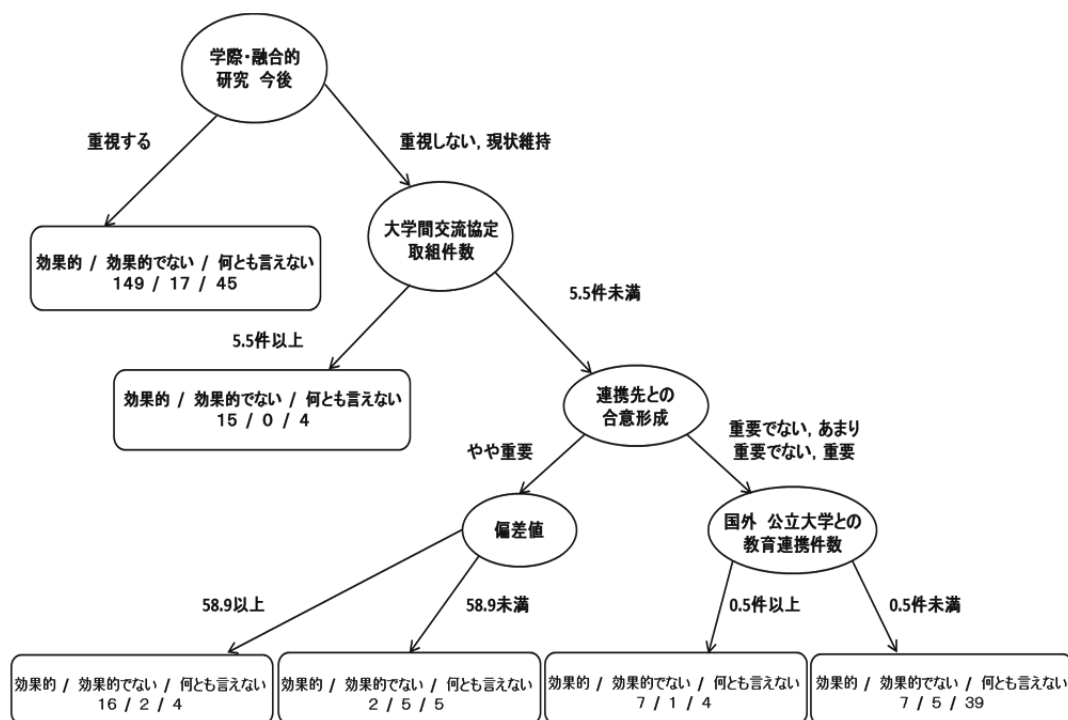 学際・融合的
研究 今後
重視する
重視しない, 現状維持
大学間交流協定
取組件数
効果的 / 効果的でない / 何とも言えない
149 / 17 / 45
5.5件以上
5.5件未満
効果的 / 効果的でない / 何とも言えない
15 / 0 / 4
連携先との
合意形成
やや重要
重要でない, あまり
重要でない, 重要
偏差値
国外 公立大学との
教育連携件数
58.9以上
58.9未満
0.5件以上
0.5件未満
効果的 / 効果的でない / 何とも言えない
16 / 2 / 4
効果的 / 効果的でない / 何とも言えない
2 / 5 / 5
効果的 / 効果的でない / 何とも言えない
7 / 1 / 4
効果的 / 効果的でない / 何とも言えない
7 / 5 / 39